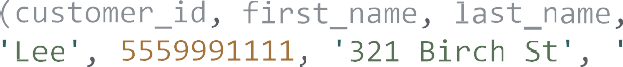 (customer_id, first_name, last_name,
'Lee', 5559991111, '321 Birch St', '